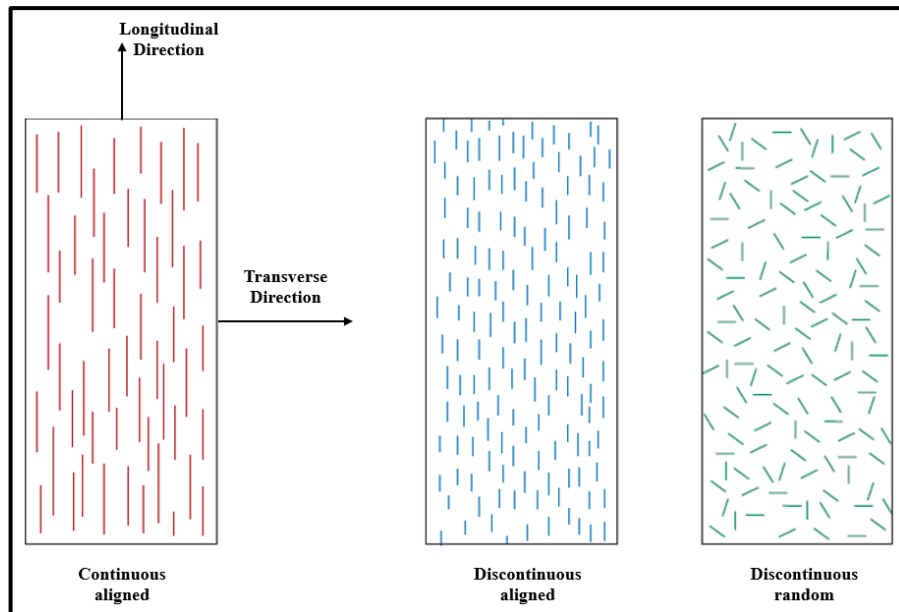 Longitudinal
Direction
Transverse
Direction
Continuous
aligned
Discontinuous
aligned
Discontinuous
random